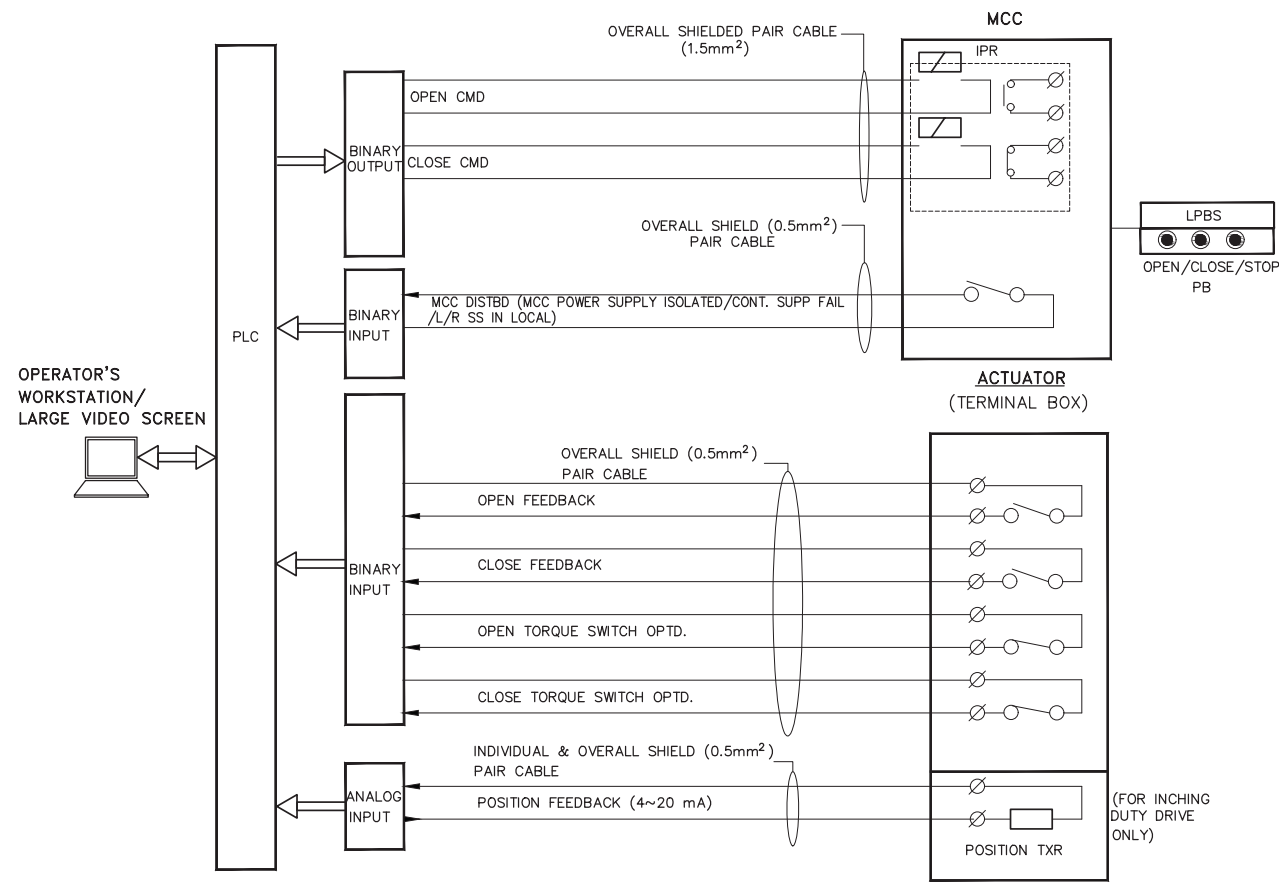 MCC
OVERALL SHIELDED PAIR CABLE
(1.5mm²)
IPR
OPEN CMD
BINARY
OUTPUT
CLOSE CMD
OVERALL SHIELD (0.5mm²)
PAIR CABLE
LPBS
OPEN/CLOSE/STOP
PB
MCC DISTBD (MCC POWER SUPPLY ISOLATED/CONT. SUPP FAIL
/L/R SS IN LOCAL)
BINARY
INPUT
PLC
OPERATOR'S
WORKSTATION/
LARGE VIDEO SCREEN
ACTUATOR
(TERMINAL BOX)
OVERALL SHIELD (0.5mm²)
PAIR CABLE
OPEN FEEDBACK
CLOSE FEEDBACK
BINARY
INPUT
OPEN TORQUE SWITCH OPTD.
CLOSE TORQUE SWITCH OPTD.
INDIVIDUAL & OVERALL SHIELD (0.5mm²)
PAIR CABLE
ANALOG
INPUT
POSITION FEEDBACK (4~20 mA)
(FOR INCHING
DUTY DRIVE
ONLY)
POSITION TXR